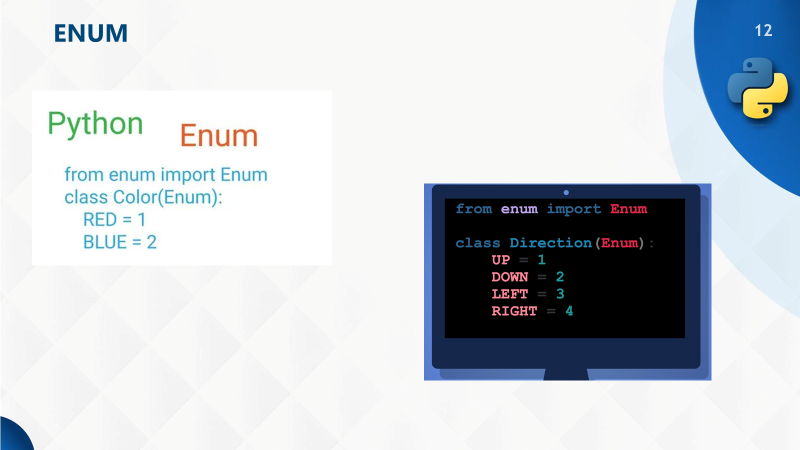 ENUM
12
Python
Enum
from enum import Enum
class Color(Enum):
    RED = 1
    BLUE = 2
from enum import Enum
class Direction(Enum):
    UP = 1
    DOWN = 2
    LEFT = 3
    RIGHT = 4